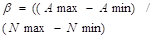 β = (( A max − A min) /
( N max − N min)